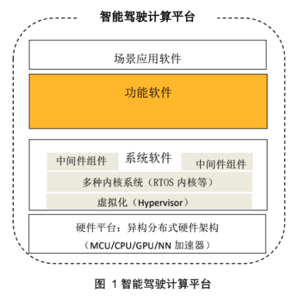 智能驾驶计算平台
场景应用软件
功能软件
中间件组件 系统软件 中间件组件
多种内核系统（RTOS 内核等）
虚拟化（Hypervisor）
硬件平台：异构分布式硬件架构
（MCU/CPU/GPU/NN 加速器）
图 1 智能驾驶计算平台